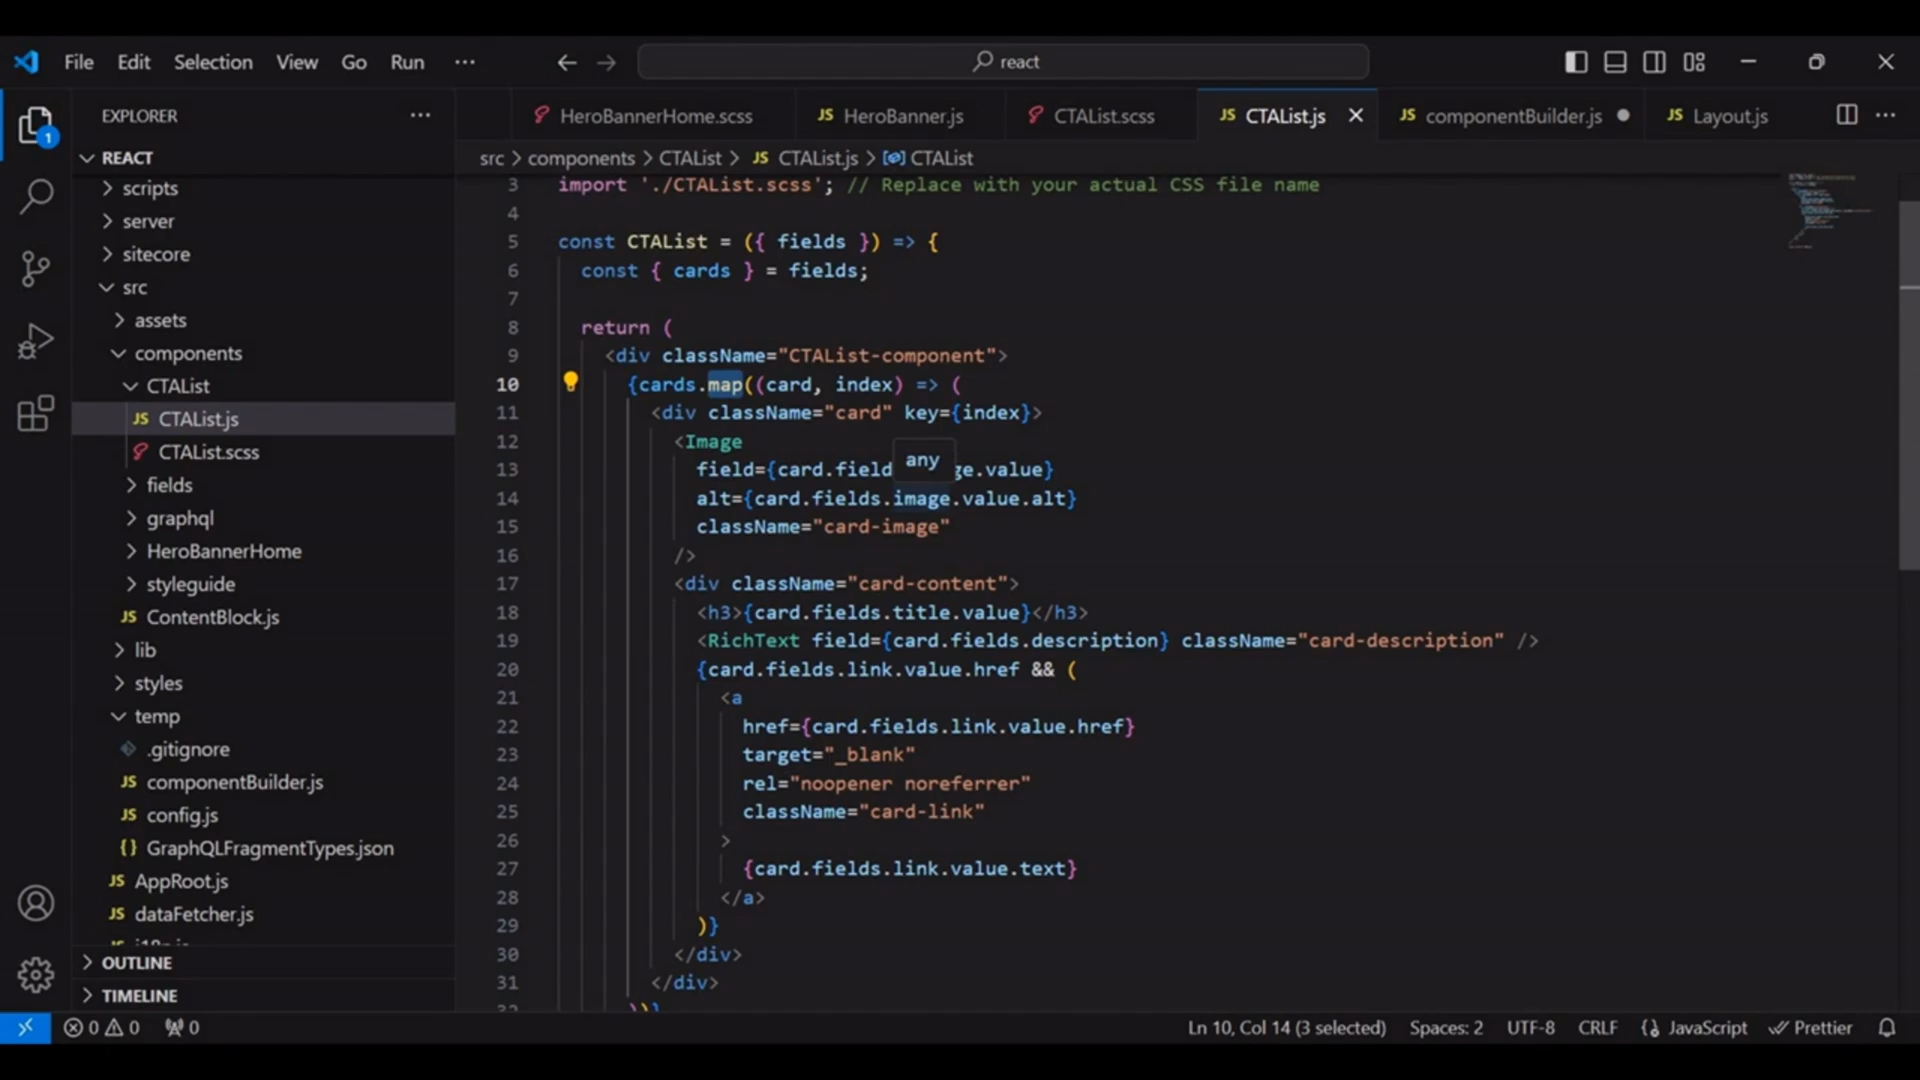 File Edit Selection View Go Run ···
react
EXPLORER ···
REACT
scripts
server
sitecore
src
assets
components
CTAList
JS CTAList.js
CTAList.scss
fields
graphql
HeroBannerHome
styleguide
JS ContentBlock.js
lib
styles
temp
.gitignore
JS componentBuilder.js
JS config.js
{} GraphQLFragmentTypes.json
JS AppRoot.js
JS dataFetcher.js
OUTLINE
TIMELINE
1
HeroBannerHome.scss JS HeroBanner.js CTAList.scss JS CTAList.js JS componentBuilder.js JS Layout.js ···
src > components > CTAList > JS CTAList.js > CTAList
3 import './CTAList.scss'; // Replace with your actual CSS file name
4
5 const CTAList = ({ fields }) => {
6 const { cards } = fields;
7
8 return (
9 <div className="CTAList-component">
10 {cards.map((card, index) => (
11 <div className="card" key={index}>
12 <Image
any
13 field={card.field ge.value}
14 alt={card.fields.image.value.alt}
15 className="card-image"
16 />
17 <div className="card-content">
18 <h3>{card.fields.title.value}</h3>
19 <RichText field={card.fields.description} className="card-description" />
20 {card.fields.link.value.href && (
21 <a
22 href={card.fields.link.value.href}
23 target="_blank"
24 rel="noopener noreferrer"
25 className="card-link"
26 >
27 {card.fields.link.value.text}
28 </a>
29 )}
30 </div>
31 </div>
0 0 0 Ln 10, Col 14 (3 selected) Spaces: 2 UTF-8 CRLF {} JavaScript Prettier